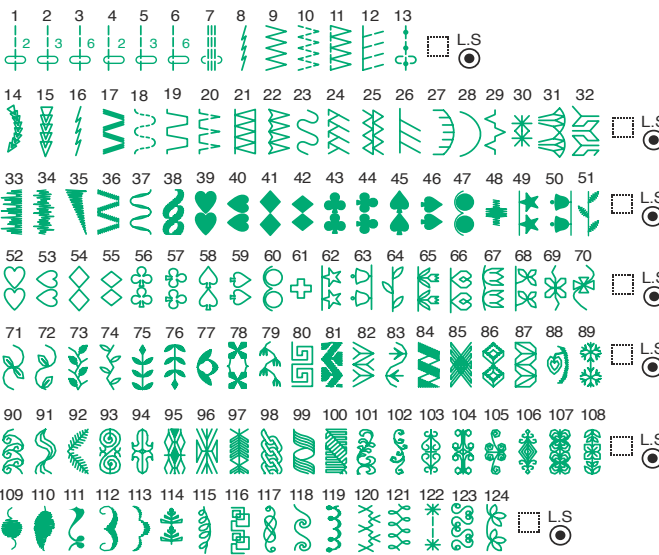 1 2 3 4 5 6 7 8 9 10 11 12 13
2 3 6 2 3 6 L.S
14 15 16 17 18 19 20 21 22 23 24 25 26 27 28 29 30 31 32
L.S
33 34 35 36 37 38 39 40 41 42 43 44 45 46 47 48 49 50 51
L.S
52 53 54 55 56 57 58 59 60 61 62 63 64 65 66 67 68 69 70
L.S
71 72 73 74 75 76 77 78 79 80 81 82 83 84 85 86 87 88 89
L.S
90 91 92 93 94 95 96 97 98 99 100 101 102 103 104 105 106 107 108
L.S
109 110 111 112 113 114 115 116 117 118 119 120 121 122 123 124
L.S